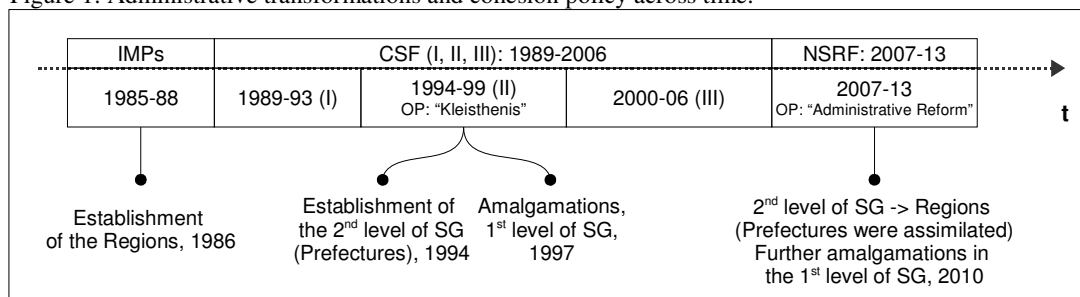 Figure 1: Administrative transformations and cohesion policy across time.
IMPs
CSF (I, II, III): 1989-2006
NSRF: 2007-13
1985-88
1989-93 (I)
1994-99 (II)
OP: “Kleisthenis”
2000-06 (III)
2007-13
OP: “Administrative Reform”
t
Establishment
of the Regions, 1986
Establishment of
the 2nd level of SG
(Prefectures), 1994
Amalgamations,
1st level of SG,
1997
2nd level of SG -> Regions
(Prefectures were assimilated)
Further amalgamations in
the 1st level of SG, 2010